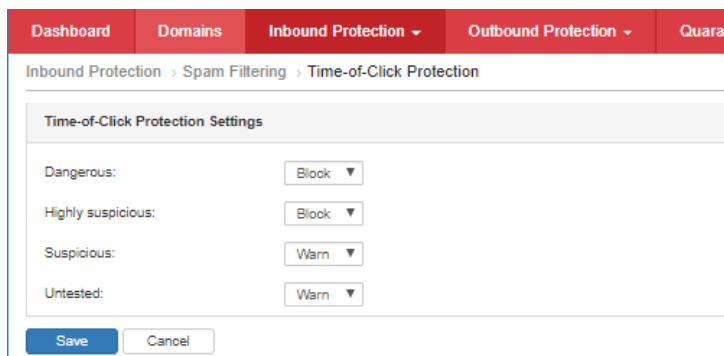 Dashboard Domains Inbound Protection Outbound Protection
Inbound Protection › Spam Filtering › Time-of-Click Protection
Time-of-Click Protection Settings
Dangerous: Block
Highly suspicious: Block
Suspicious: Warn
Untested: Warn
Save Cancel